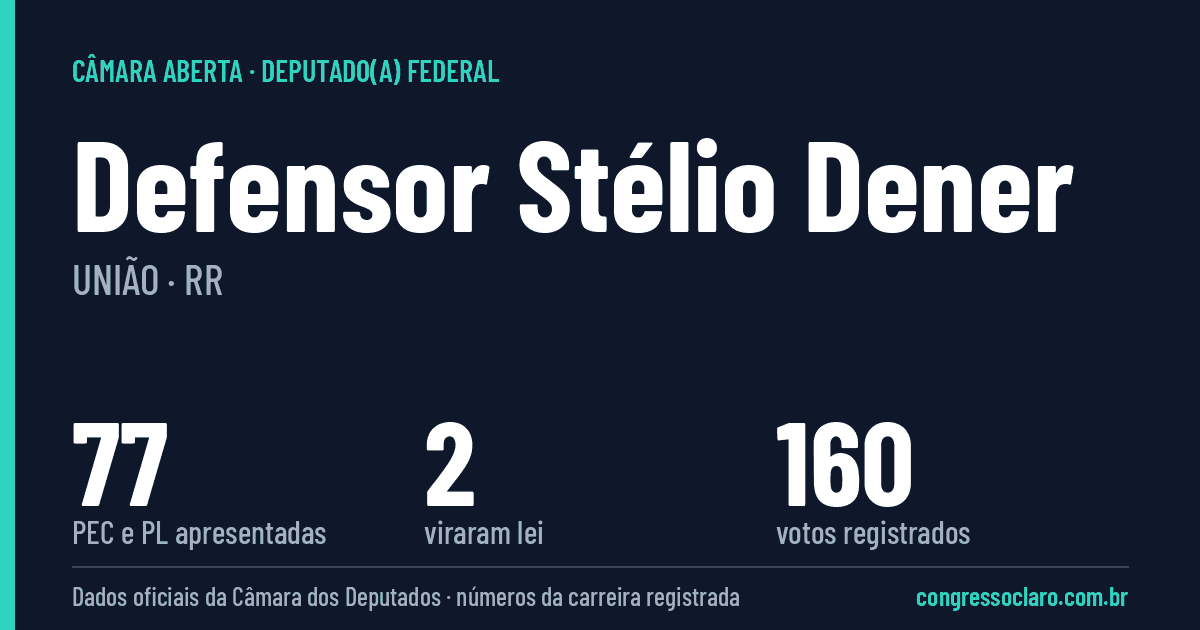 CÂMARA ABERTA · DEPUTADO(A) FEDERAL
Defensor Stélio Dener
UNIÃO · RR
77 2 160
PEC e PL apresentadas viraram lei votos registrados
Dados oficiais da Câmara dos Deputados · números da carreira registrada congressoclaro.com.br